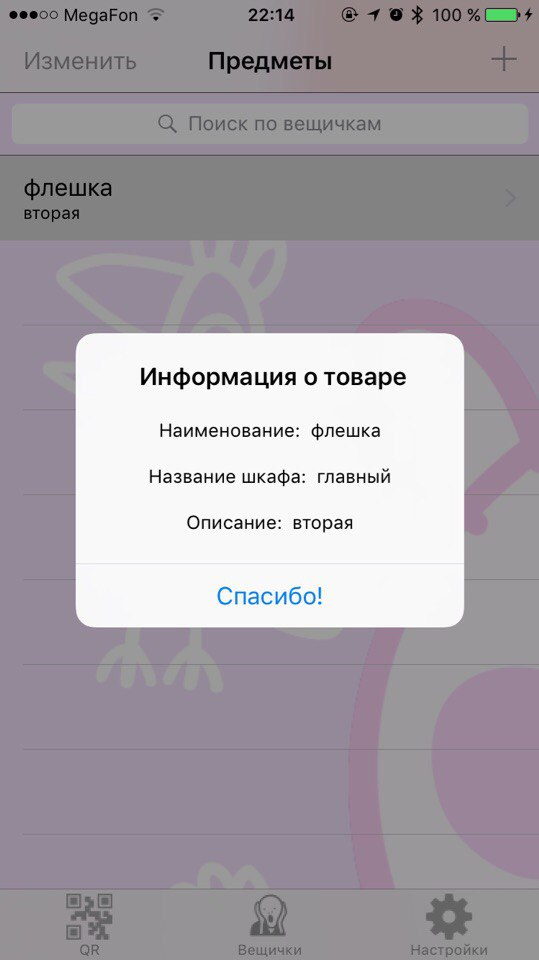 MegaFon 22:14 100 %
Изменить Предметы
Поиск по вещичкам
флешка
вторая
Информация о товаре
Наименование: флешка
Название шкафа: главный
Описание: вторая
Спасибо!
QR Вещички Настройки